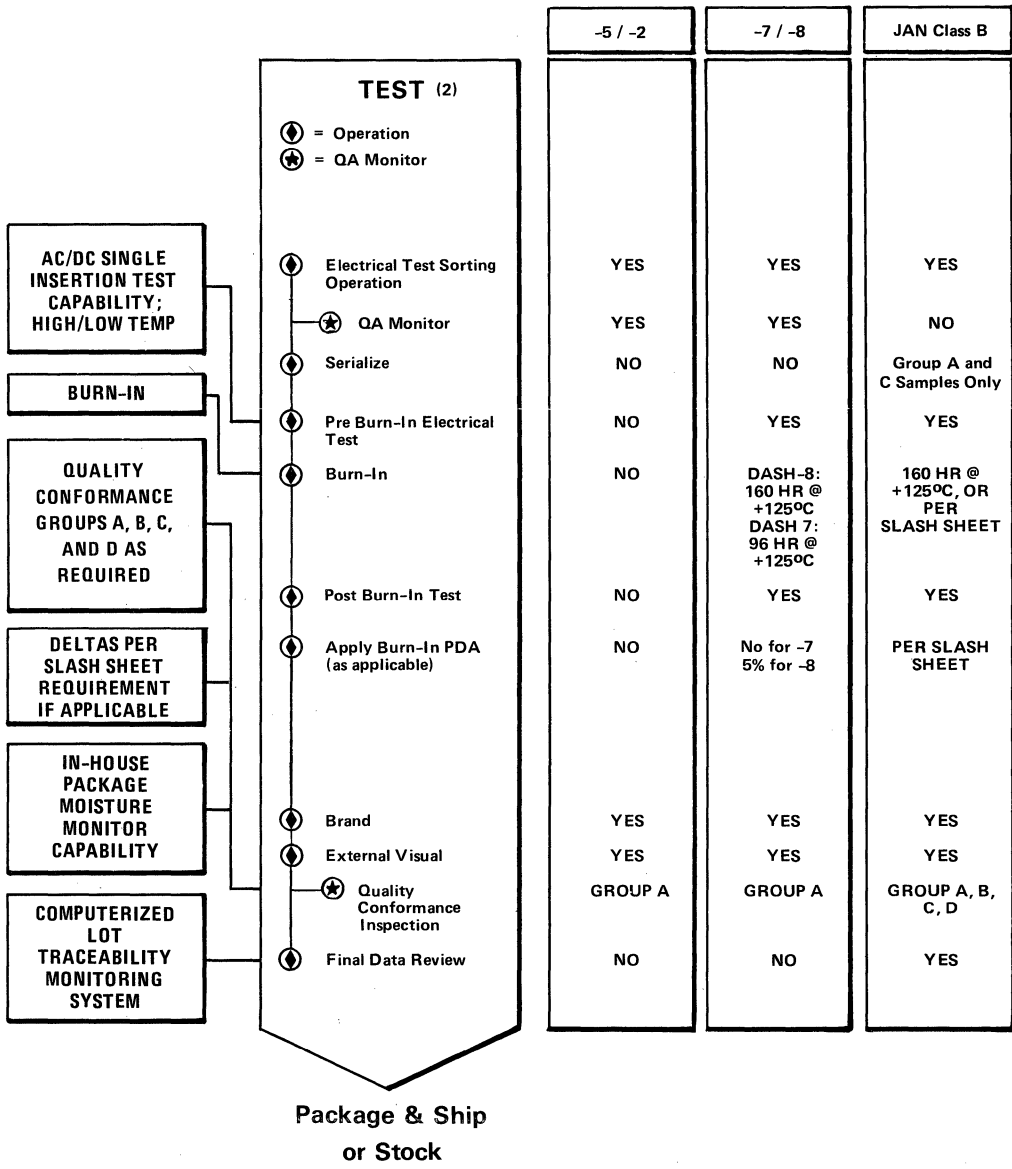 -5 / -2
-7 / -8
JAN Class B
TEST (2)
= Operation
= QA Monitor
AC/DC SINGLE
INSERTION TEST
CAPABILITY;
HIGH/LOW TEMP
BURN-IN
QUALITY
CONFORMANCE
GROUPS A, B, C,
AND D AS
REQUIRED
DELTAS PER
SLASH SHEET
REQUIREMENT
IF APPLICABLE
IN-HOUSE
PACKAGE
MOISTURE
MONITOR
CAPABILITY
COMPUTERIZED
LOT
TRACEABILITY
MONITORING
SYSTEM
Electrical Test Sorting
Operation
YES
YES
YES
QA Monitor
YES
YES
NO
Serialize
NO
NO
Group A and
C Samples Only
Pre Burn-In Electrical
Test
NO
YES
YES
Burn-In
NO
DASH-8:
160 HR @
+125ºC
DASH 7:
96 HR @
+125ºC
160 HR @
+125ºC, OR
PER
SLASH SHEET
Post Burn-In Test
NO
YES
YES
Apply Burn-In PDA
(as applicable)
NO
No for -7
5% for -8
PER SLASH
SHEET
Brand
YES
YES
YES
External Visual
YES
YES
YES
Quality
Conformance
Inspection
GROUP A
GROUP A
GROUP A, B,
C, D
Final Data Review
NO
NO
YES
Package & Ship
or Stock